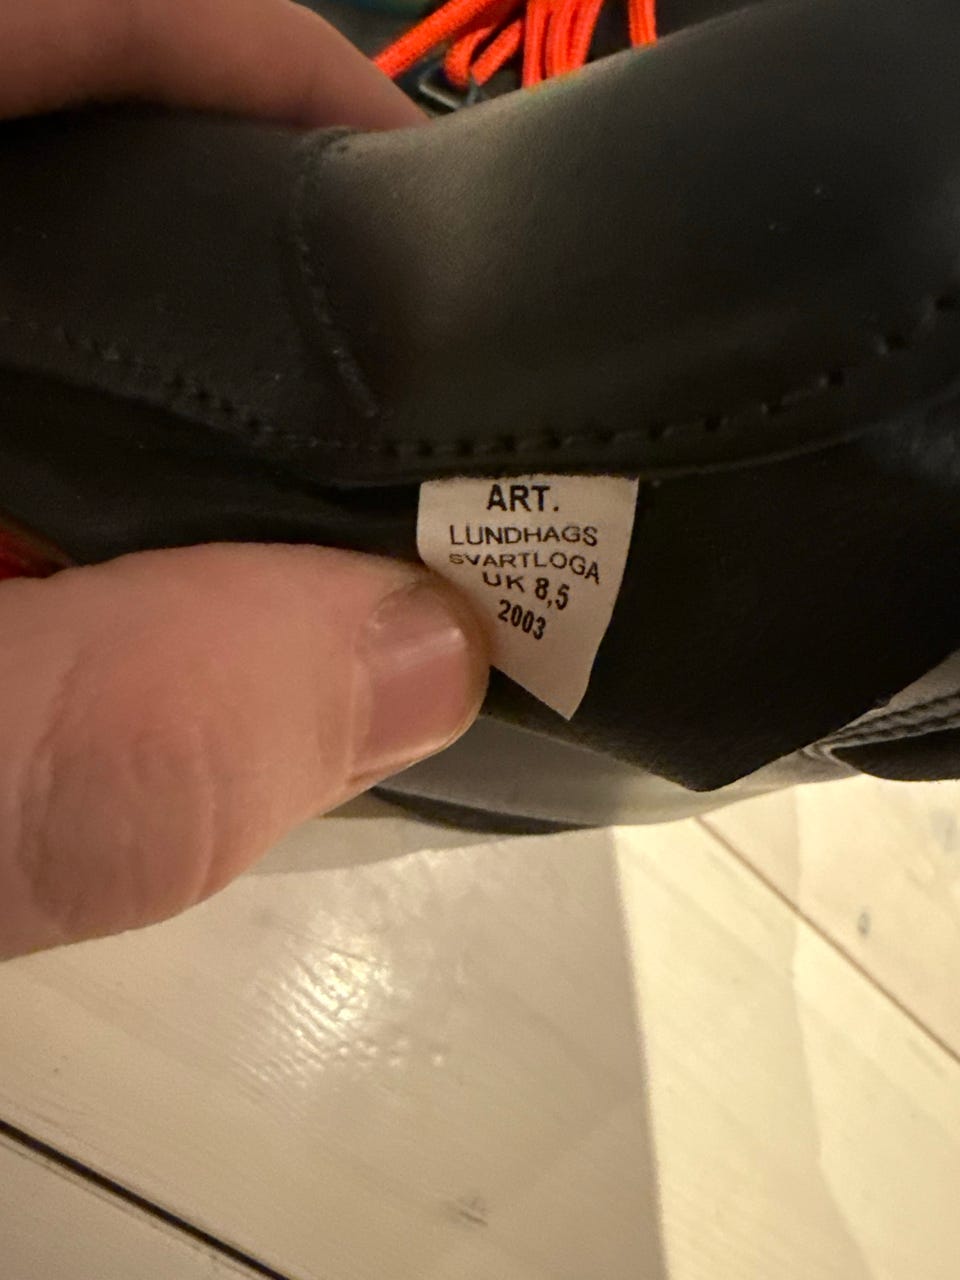 ART.
LUNDHAGS
SVARTLOGA
UK 8,5
2003